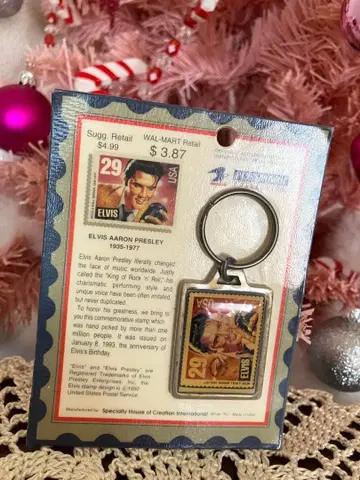 Sugg. Retail
$4.99
WAL-MART Retail
$ 3.87
29
USA
ELVIS
ELVIS AARON PRESLEY
1935-1977
Elvis Aaron Presley literally changed
the face of music worldwide. Justly
called the "King of Rock 'n' Roll," his
charismatic performing style and
unique voice have been often imitated
but never duplicated.
To honor his greatness, we bring to
you this commemorative stamp which
was hand picked by more than one
million people. It was issued on
January 8, 1993, the anniversary of
Elvis's Birthday.
"Elvis" and "Elvis Presley" are
Registered Trademarks of Elvis
Presley Enterprises, Inc., the
Elvis stamp design is ©1992
United States Postal Service.
Manufactured by: Specialty House of Creation International
USA
29
ELVIS